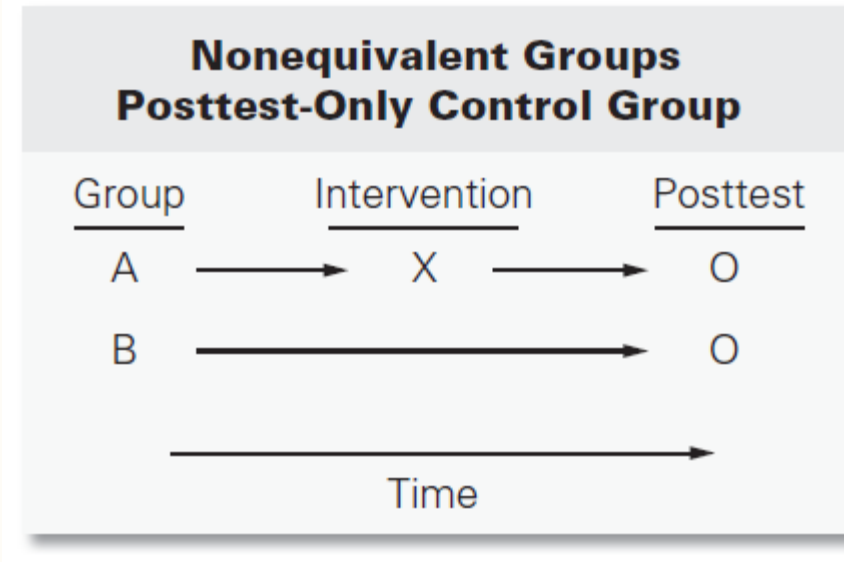 Nonequivalent Groups
Posttest-Only Control Group
Group Intervention Posttest
A X O
B O
Time